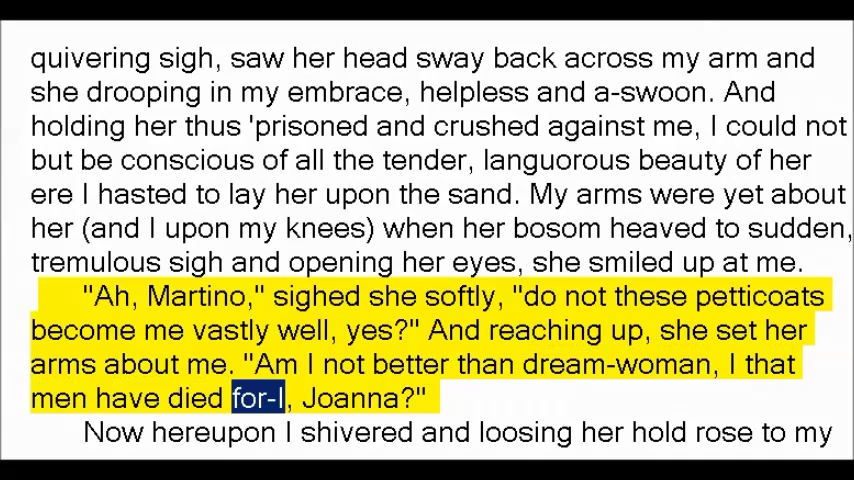 quivering sigh, saw her head sway back across my arm and
she drooping in my embrace, helpless and a-swoon. And
holding her thus 'prisoned and crushed against me, I could not
but be conscious of all the tender, languorous beauty of her
ere I hasted to lay her upon the sand. My arms were yet about
her (and I upon my knees) when her bosom heaved to sudden,
tremulous sigh and opening her eyes, she smiled up at me.
"Ah, Martino," sighed she softly, "do not these petticoats
become me vastly well, yes?" And reaching up, she set her
arms about me. "Am I not better than dream-woman, I that
men have died for-I, Joanna?"
Now hereupon I shivered and loosing her hold rose to my